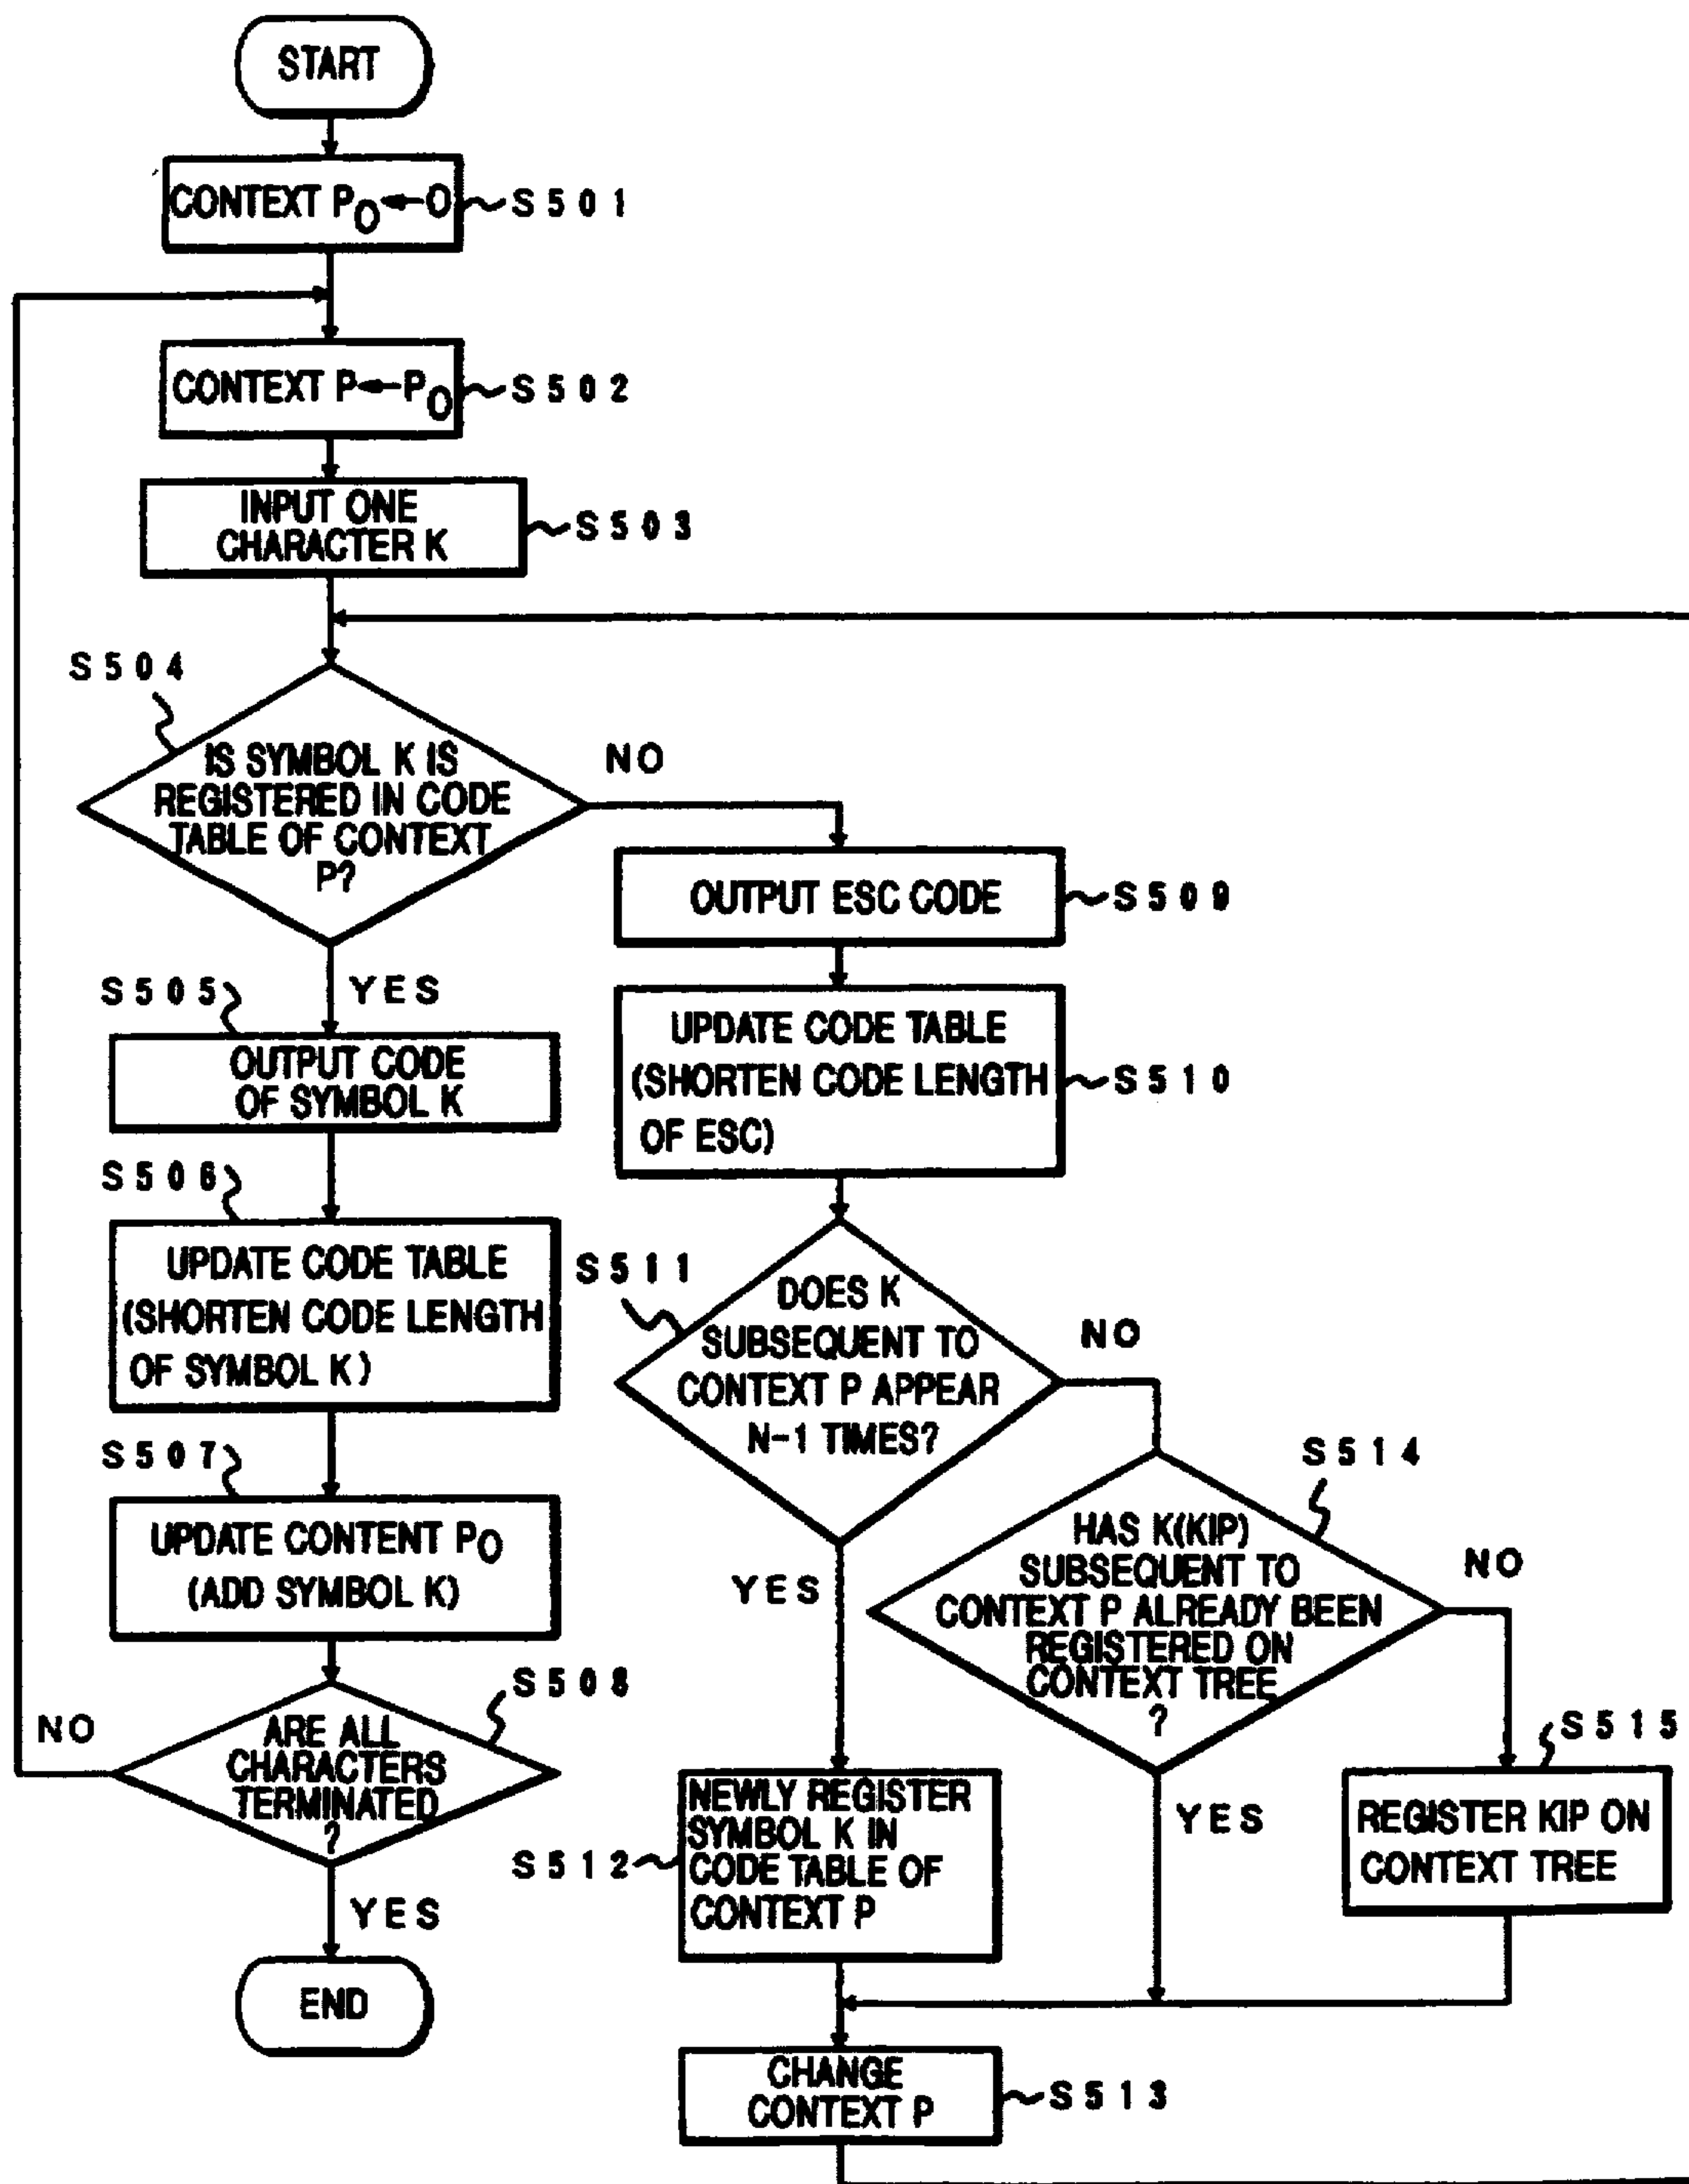 START
CONTEXT P0←0
S501
CONTEXT P←P0
S502
INPUT ONE
CHARACTER K
S503
S504
IS SYMBOL K IS
REGISTERED IN CODE
TABLE OF CONTEXT
P?
NO
YES
S505
OUTPUT CODE
OF SYMBOL K
S506
UPDATE CODE TABLE
(SHORTEN CODE LENGTH
OF SYMBOL K)
S507
UPDATE CONTENT P0
(ADD SYMBOL K)
S508
ARE ALL
CHARACTERS
TERMINATED
?
NO
YES
END
OUTPUT ESC CODE
S509
UPDATE CODE TABLE
(SHORTEN CODE LENGTH
OF ESC)
S510
S511
DOES K
SUBSEQUENT TO
CONTEXT P APPEAR
N-1 TIMES?
NO
YES
S514
HAS K(KIP)
SUBSEQUENT TO
CONTEXT P ALREADY BEEN
REGISTERED ON
CONTEXT TREE
?
NO
YES
S515
REGISTER KIP ON
CONTEXT TREE
S512
NEWLY REGISTER
SYMBOL K IN
CODE TABLE OF
CONTEXT P
CHANGE
CONTEXT P
S513